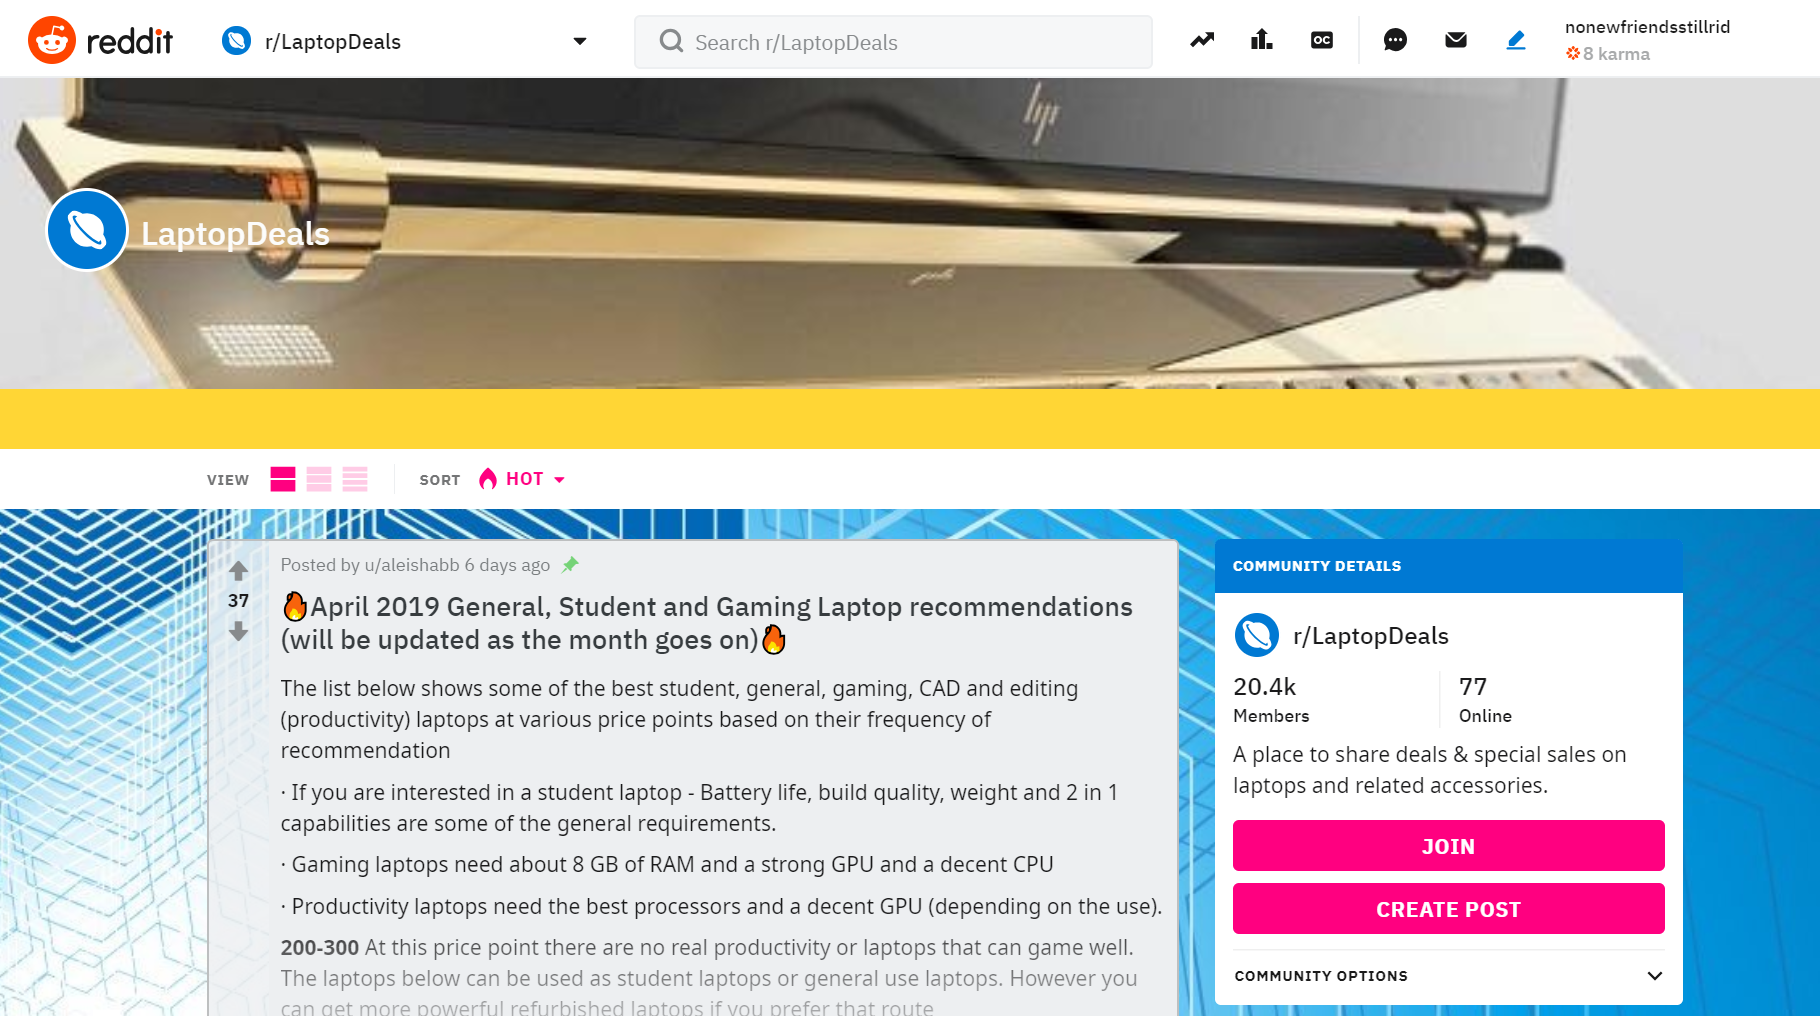 reddit
r/LaptopDeals
Search r/LaptopDeals
OC
nonewfriendsstillrid
8 karma
hp
LaptopDeals
VIEW
SORT
HOT
37
Posted by u/aleishabb 6 days ago
🔥April 2019 General, Student and Gaming Laptop recommendations
(will be updated as the month goes on)🔥
The list below shows some of the best student, general, gaming, CAD and editing
(productivity) laptops at various price points based on their frequency of
recommendation
· If you are interested in a student laptop - Battery life, build quality, weight and 2 in 1
capabilities are some of the general requirements.
· Gaming laptops need about 8 GB of RAM and a strong GPU and a decent CPU
· Productivity laptops need the best processors and a decent GPU (depending on the use).
200-300 At this price point there are no real productivity or laptops that can game well.
The laptops below can be used as student laptops or general use laptops. However you
can get more powerful refurbished laptops if you prefer that route
COMMUNITY DETAILS
r/LaptopDeals
20.4k
Members
77
Online
A place to share deals & special sales on
laptops and related accessories.
JOIN
CREATE POST
COMMUNITY OPTIONS